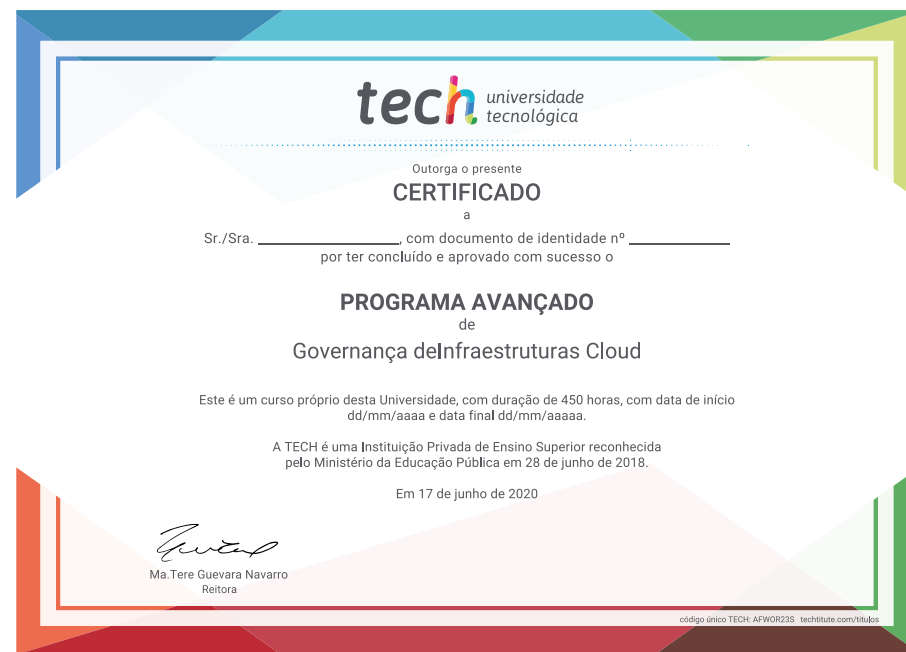 tech universidade
tecnológica
Outorga o presente
CERTIFICADO
a
Sr./Sra. ______________, com documento de identidade nº __________
por ter concluído e aprovado com sucesso o
PROGRAMA AVANÇADO
de
Governança deInfraestruturas Cloud
Este é um curso próprio desta Universidade, com duração de 450 horas, com data de início
dd/mm/aaaa e data final dd/mm/aaaaa.
A TECH é uma Instituição Privada de Ensino Superior reconhecida
pelo Ministério da Educação Pública em 28 de junho de 2018.
Em 17 de junho de 2020
Ma.Tere Guevara Navarro
Reitora
código único TECH: AFWOR23S techtitute.com/titulos